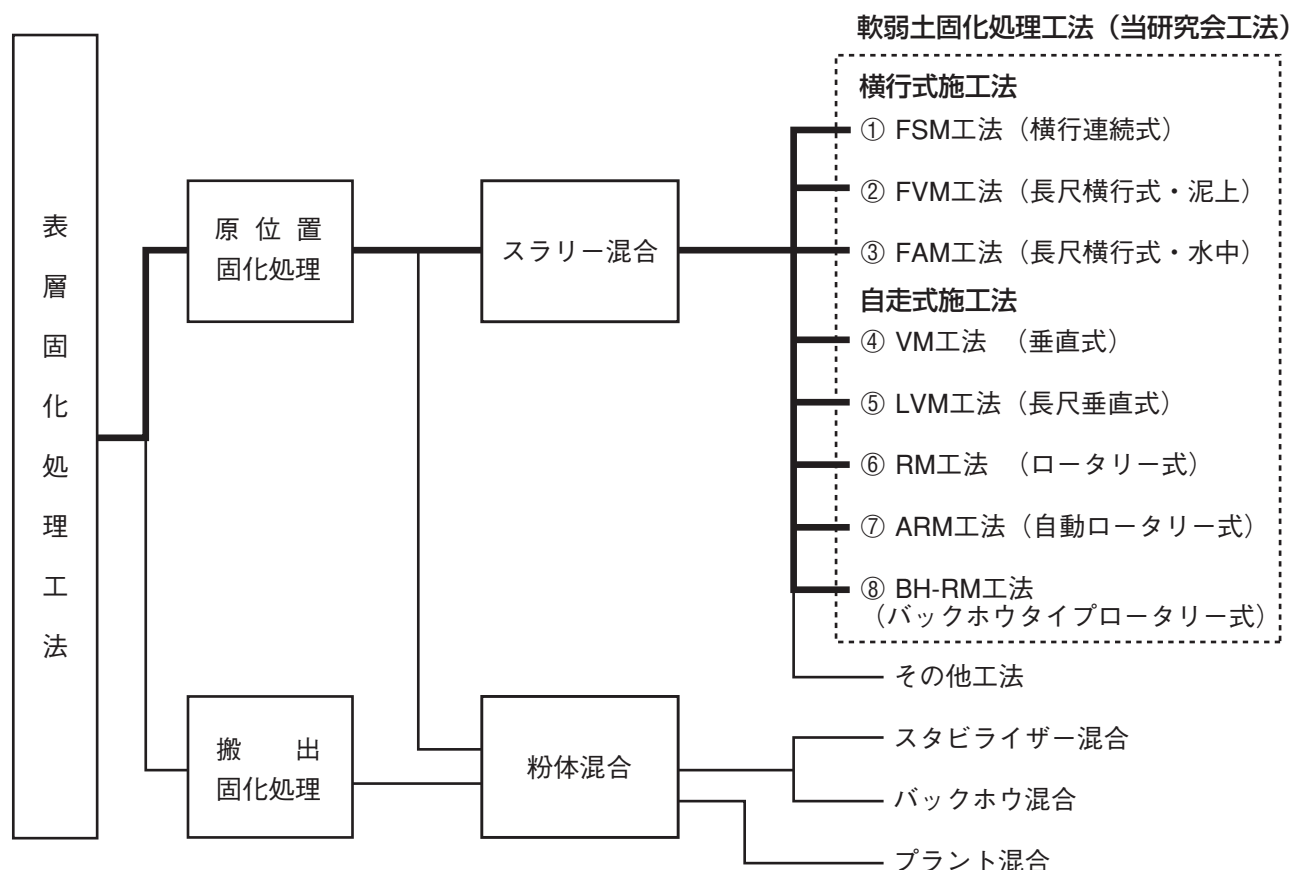 軟弱土固化処理工法（当研究会工法）
表層固化処理工法
原位置
固化処理
スラリー混合
横行式施工法
① FSM工法（横行連続式）
② FVM工法（長尺横行式・泥上）
③ FAM工法（長尺横行式・水中）
自走式施工法
④ VM工法　（垂直式）
⑤ LVM工法（長尺垂直式）
⑥ RM工法　（ロータリー式）
⑦ ARM工法（自動ロータリー式）
⑧ BH-RM工法
（バックホウタイプロータリー式）
その他工法
搬　出
固化処理
粉体混合
スタビライザー混合
バックホウ混合
プラント混合